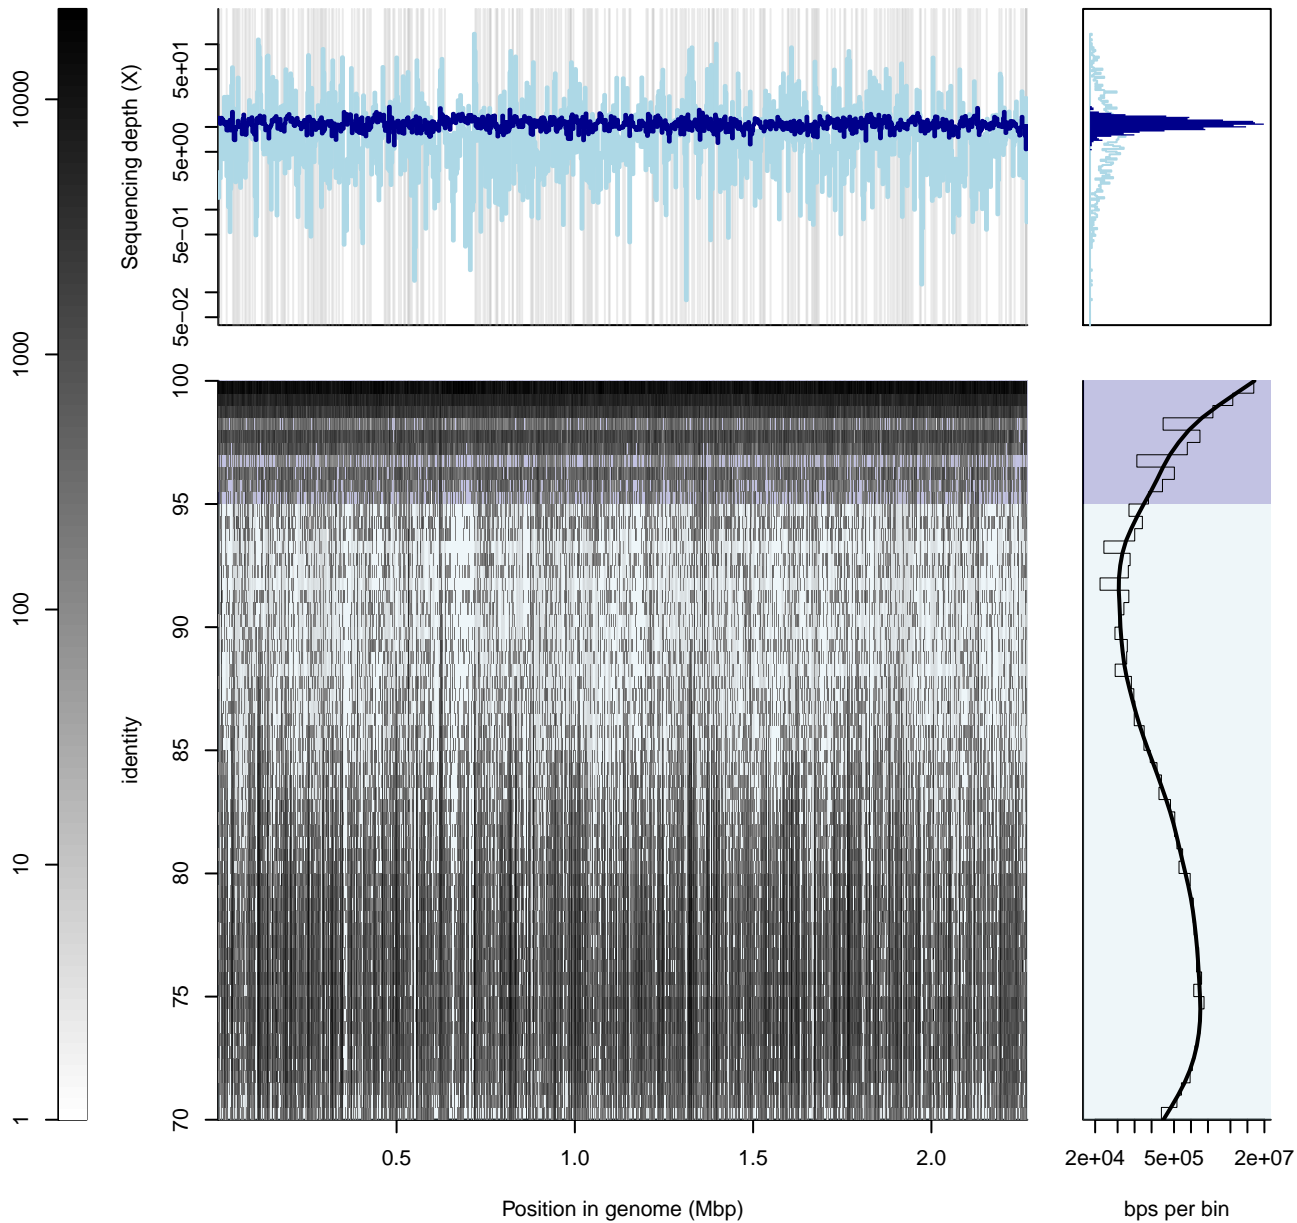 10000
1000
100
10
1
Sequencing depth (X)
5e+01
5e+00
5e-01
5e-02
identity
100
95
90
85
80
75
70
0.5 1.0 1.5 2.0
Position in genome (Mbp)
2e+04 5e+05 2e+07
bps per bin